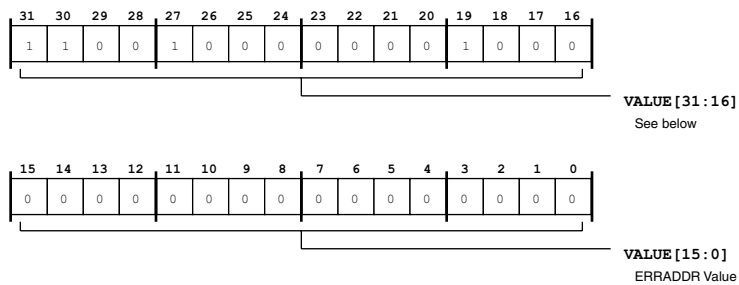 31 30 29 28 27 26 25 24 23 22 21 20 19 18 17 16
1 1 0 0 1 0 0 0 0 0 0 0 1 0 0 0
VALUE[31:16]
See below
15 14 13 12 11 10 9 8 7 6 5 4 3 2 1 0
0 0 0 0 0 0 0 0 0 0 0 0 0 0 0 0
VALUE[15:0]
ERRADDR Value